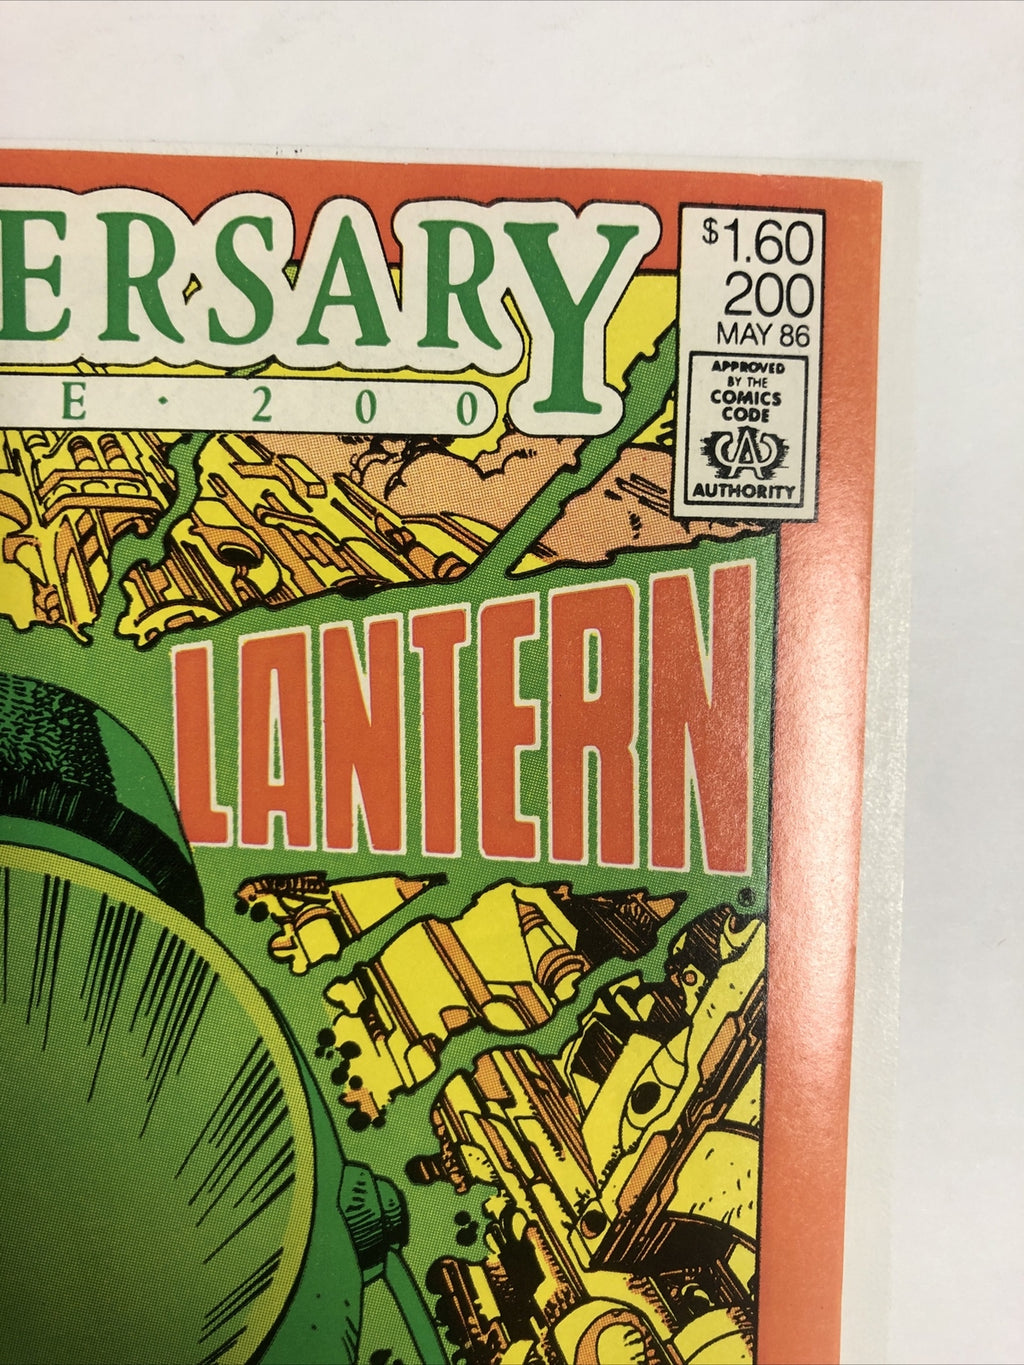 ERSARY
E · 200
$1.60
200
MAY 86
APPROVED
BY THE
COMICS
CODE
A
AUTHORITY
LANTERN
®